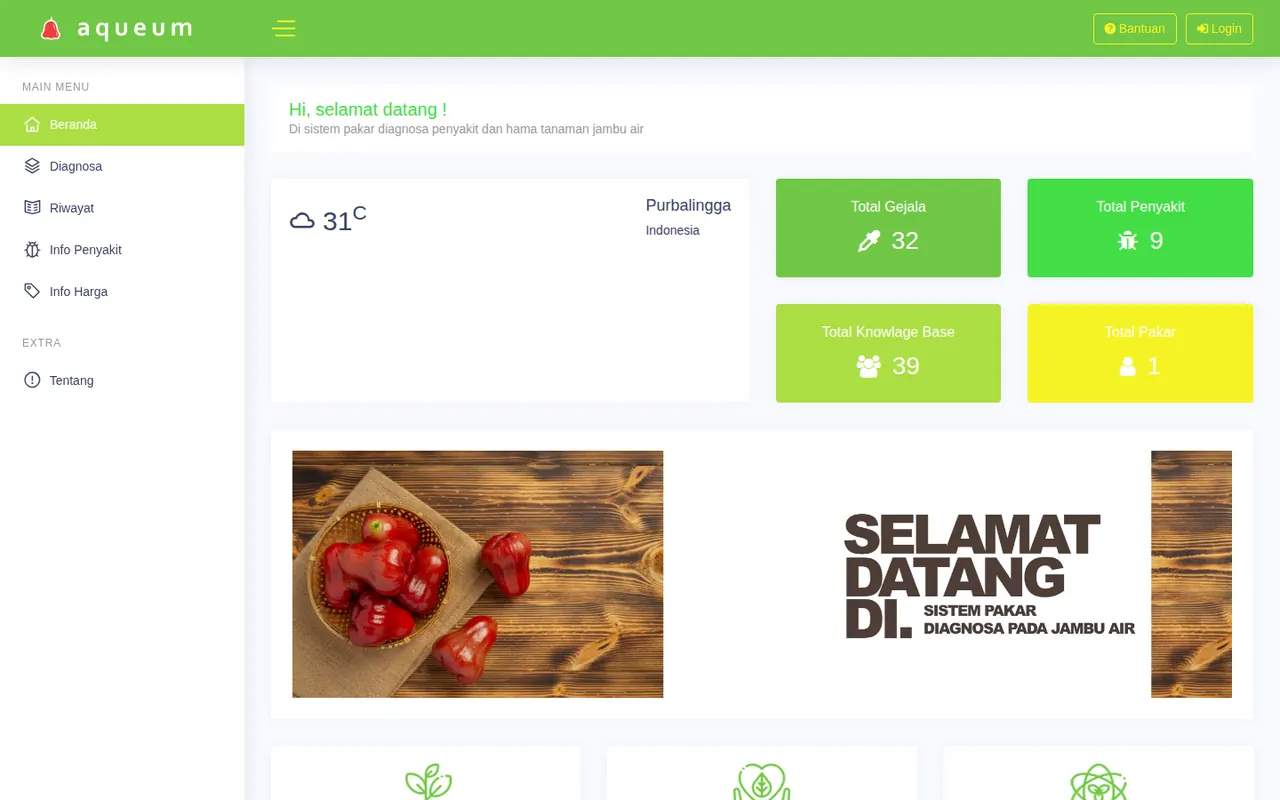 aqueum
Bantuan
Login
MAIN MENU
Beranda
Diagnosa
Riwayat
Info Penyakit
Info Harga
EXTRA
Tentang
Hi, selamat datang !
Di sistem pakar diagnosa penyakit dan hama tanaman jambu air
31C
Purbalingga
Indonesia
Total Gejala
32
Total Penyakit
9
Total Knowlage Base
39
Total Pakar
1
SELAMAT
DATANG
DI. SISTEM PAKAR
DIAGNOSA PADA JAMBU AIR